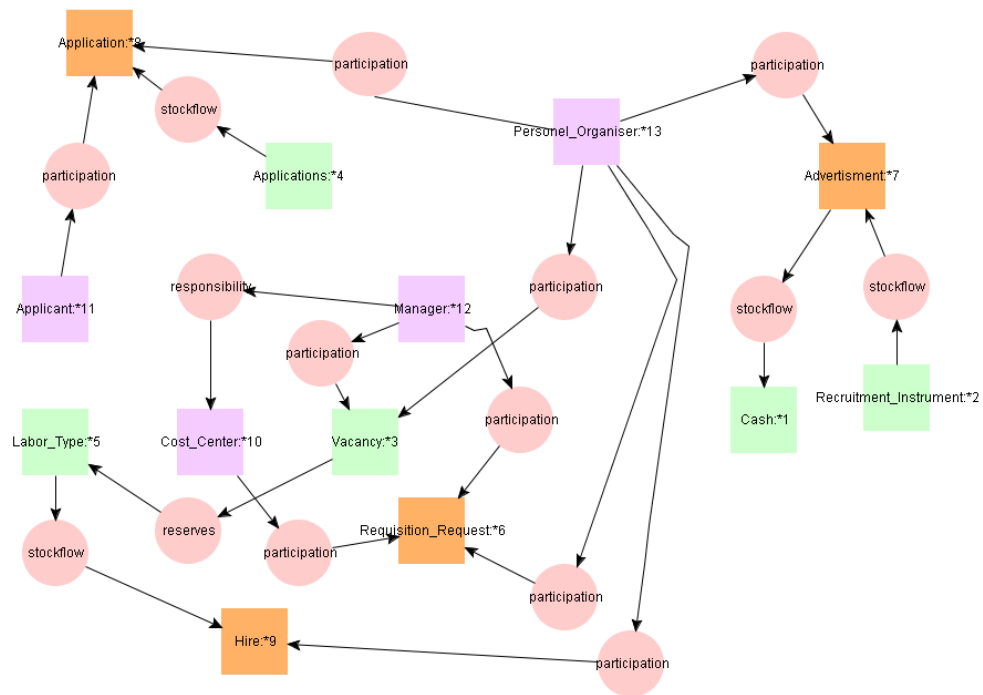 Application:*8
participation
participation
stockflow
Personel_Organiser:*13
participation
Applications:*4
Advertisment:*7
responsibility
participation
stockflow
stockflow
Applicant:*11
Manager:*12
participation
Recruitment_Instrument:*2
participation
Cash:*1
Labor_Type:*5
Cost_Center:*10
Vacancy:*3
Requisition_Request:*6
reserves
stockflow
participation
participation
Hire:*9
participation